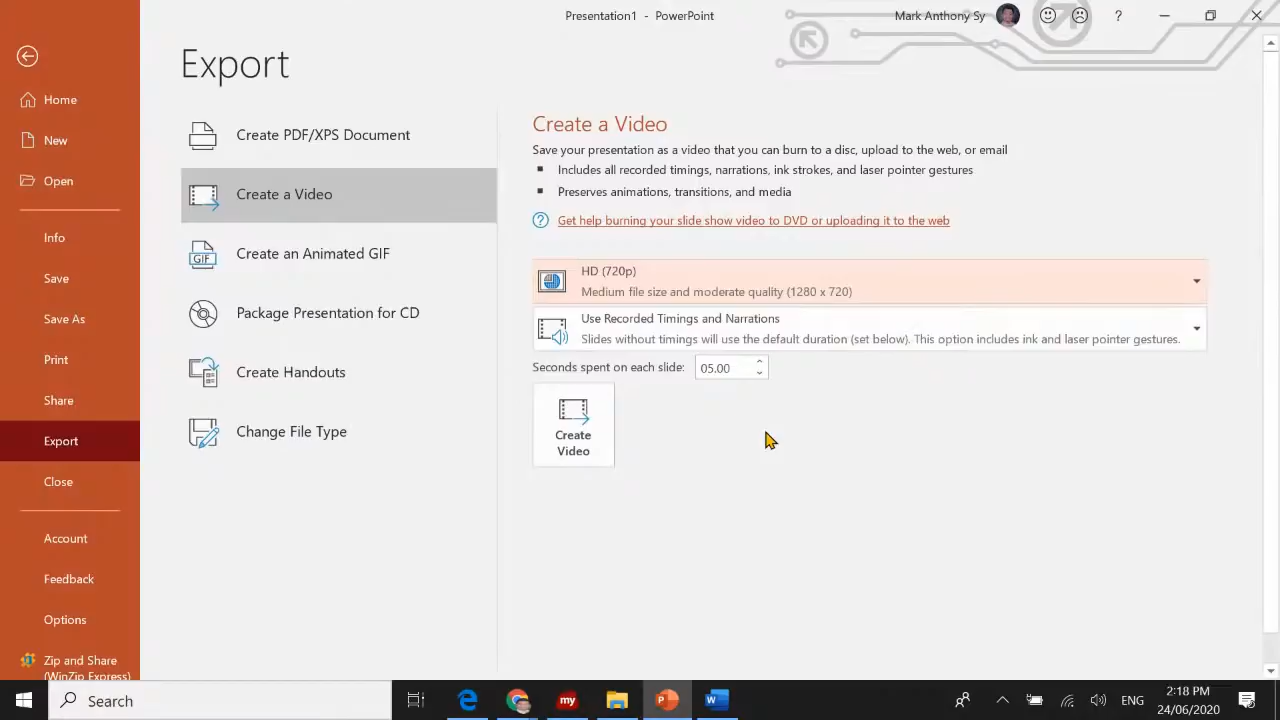 Presentation1 - PowerPoint
Mark Anthony Sy
?
Export
Home
New
Open
Info
Save
Save As
Print
Share
Export
Close
Account
Feedback
Options
Zip and Share
(WinZip Express)
Create PDF/XPS Document
Create a Video
GIF
Create an Animated GIF
Package Presentation for CD
Create Handouts
Change File Type
Create a Video
Save your presentation as a video that you can burn to a disc, upload to the web, or email
Includes all recorded timings, narrations, ink strokes, and laser pointer gestures
Preserves animations, transitions, and media
? Get help burning your slide show video to DVD or uploading it to the web
HD (720p)
Medium file size and moderate quality (1280 x 720)
Use Recorded Timings and Narrations
Slides without timings will use the default duration (set below). This option includes ink and laser pointer gestures.
Seconds spent on each slide: 05.00
Create
Video
Search
my
ENG
2:18 PM
24/06/2020